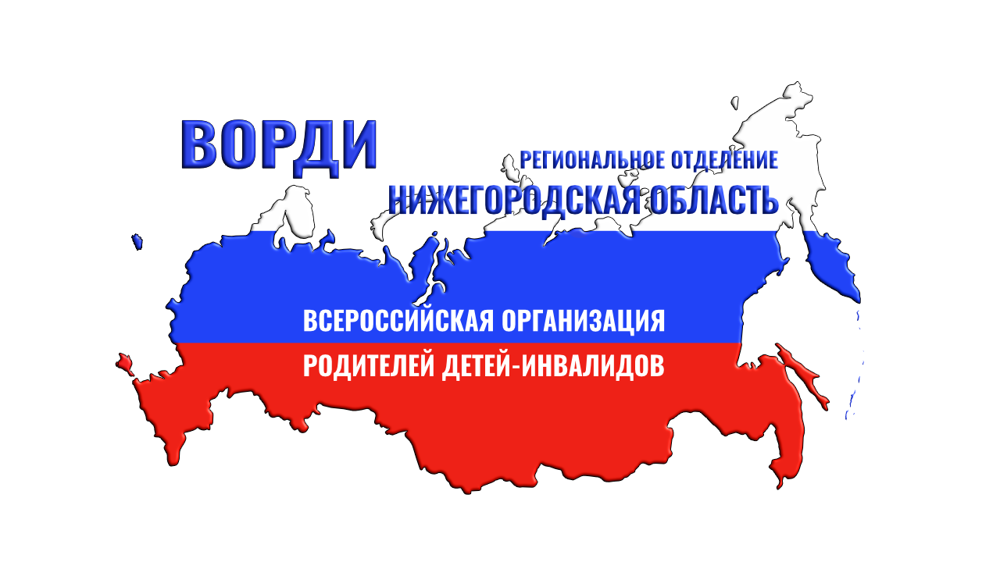 ВОРДИ
РЕГИОНАЛЬНОЕ ОТДЕЛЕНИЕ
НИЖЕГОРОДСКАЯ ОБЛАСТЬ
ВСЕРОССИЙСКАЯ ОРГАНИЗАЦИЯ
РОДИТЕЛЕЙ ДЕТЕЙ-ИНВАЛИДОВ